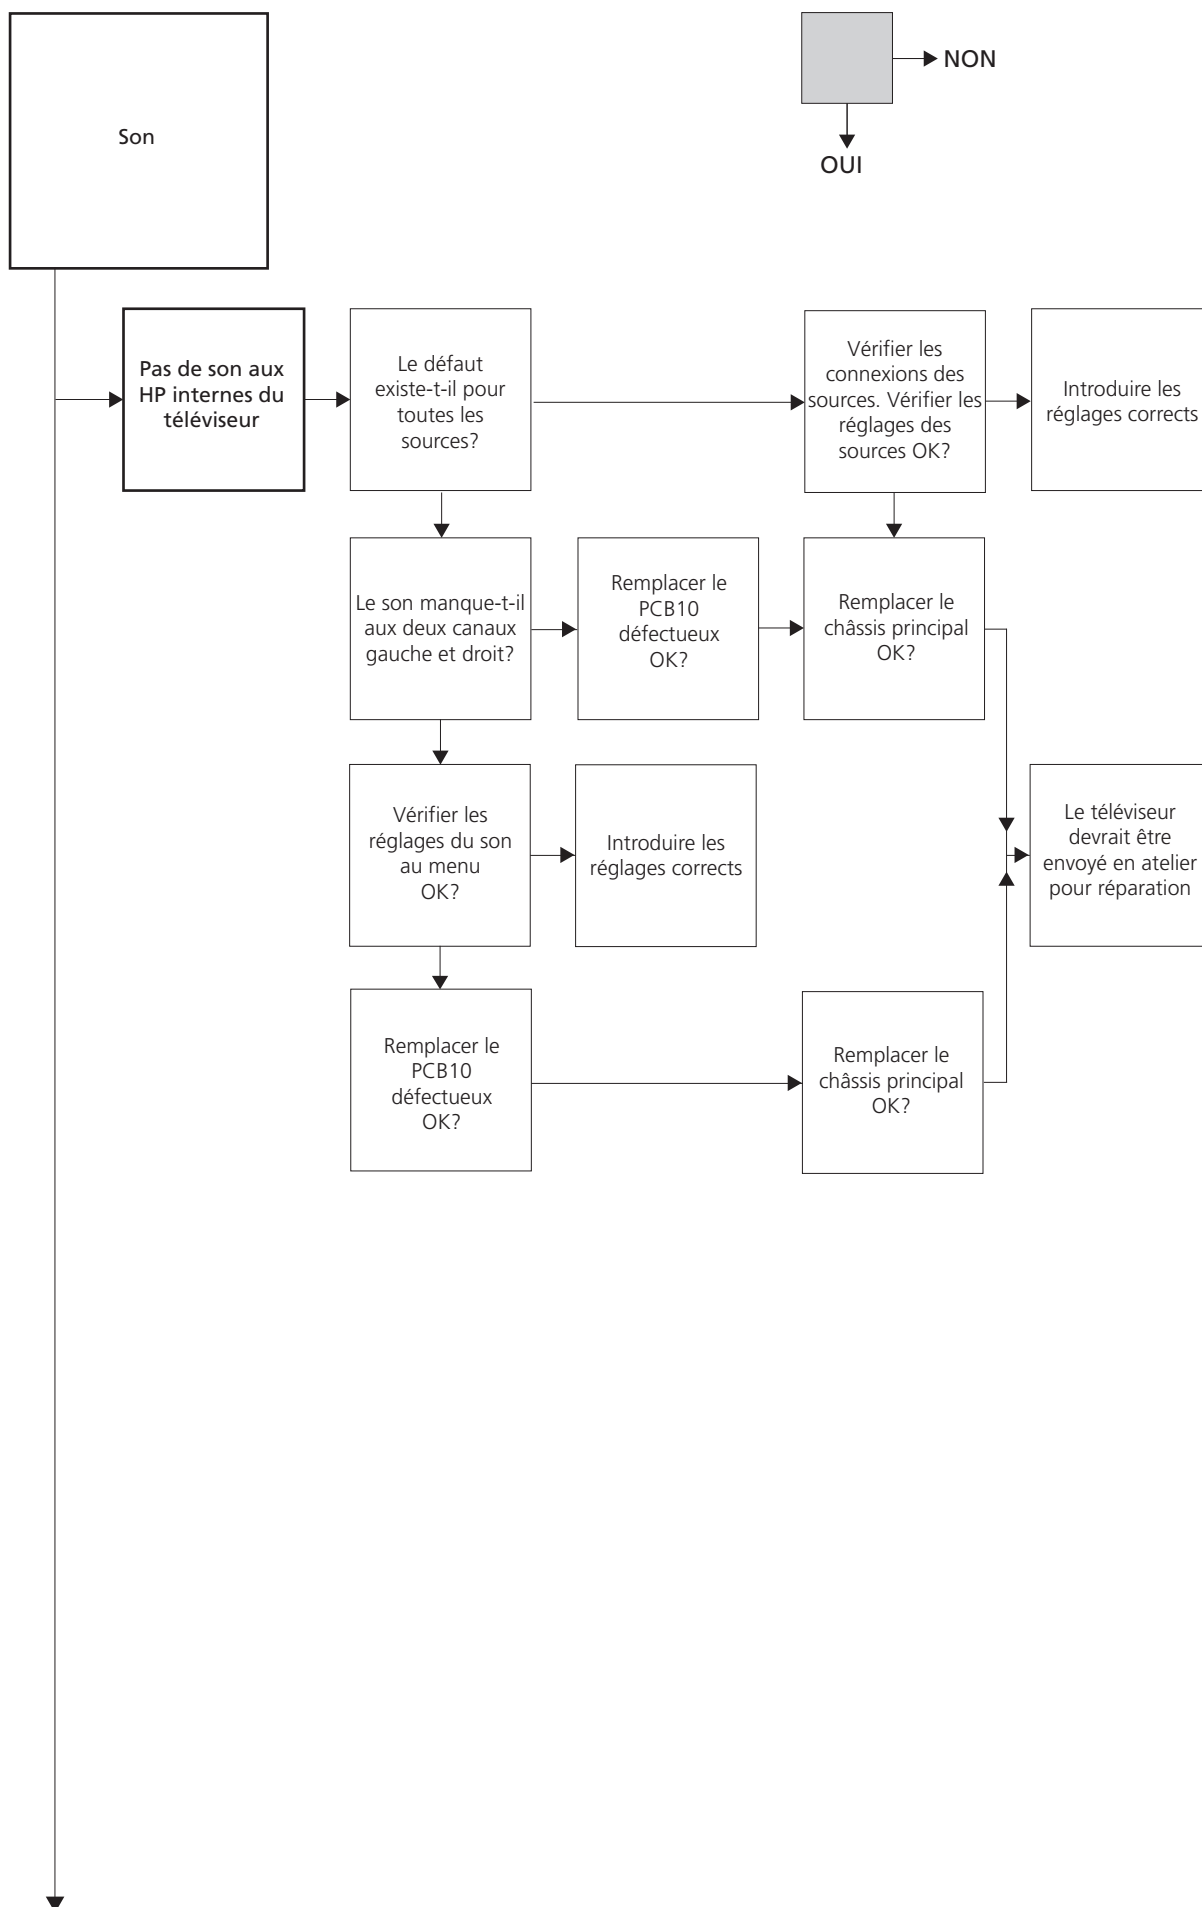 Son
NON
OUI
Pas de son aux
HP internes du
téléviseur
Le défaut
existe-t-il pour
toutes les
sources?
Vérifier les
connexions des
sources. Vérifier les
réglages des
sources OK?
Introduire les
réglages corrects
Le son manque-t-il
aux deux canaux
gauche et droit?
Remplacer le
PCB10
défectueux
OK?
Remplacer le
châssis principal
OK?
Vérifier les
réglages du son
au menu
OK?
Introduire les
réglages corrects
Le téléviseur
devrait être
envoyé en atelier
pour réparation
Remplacer le
PCB10
défectueux
OK?
Remplacer le
châssis principal
OK?